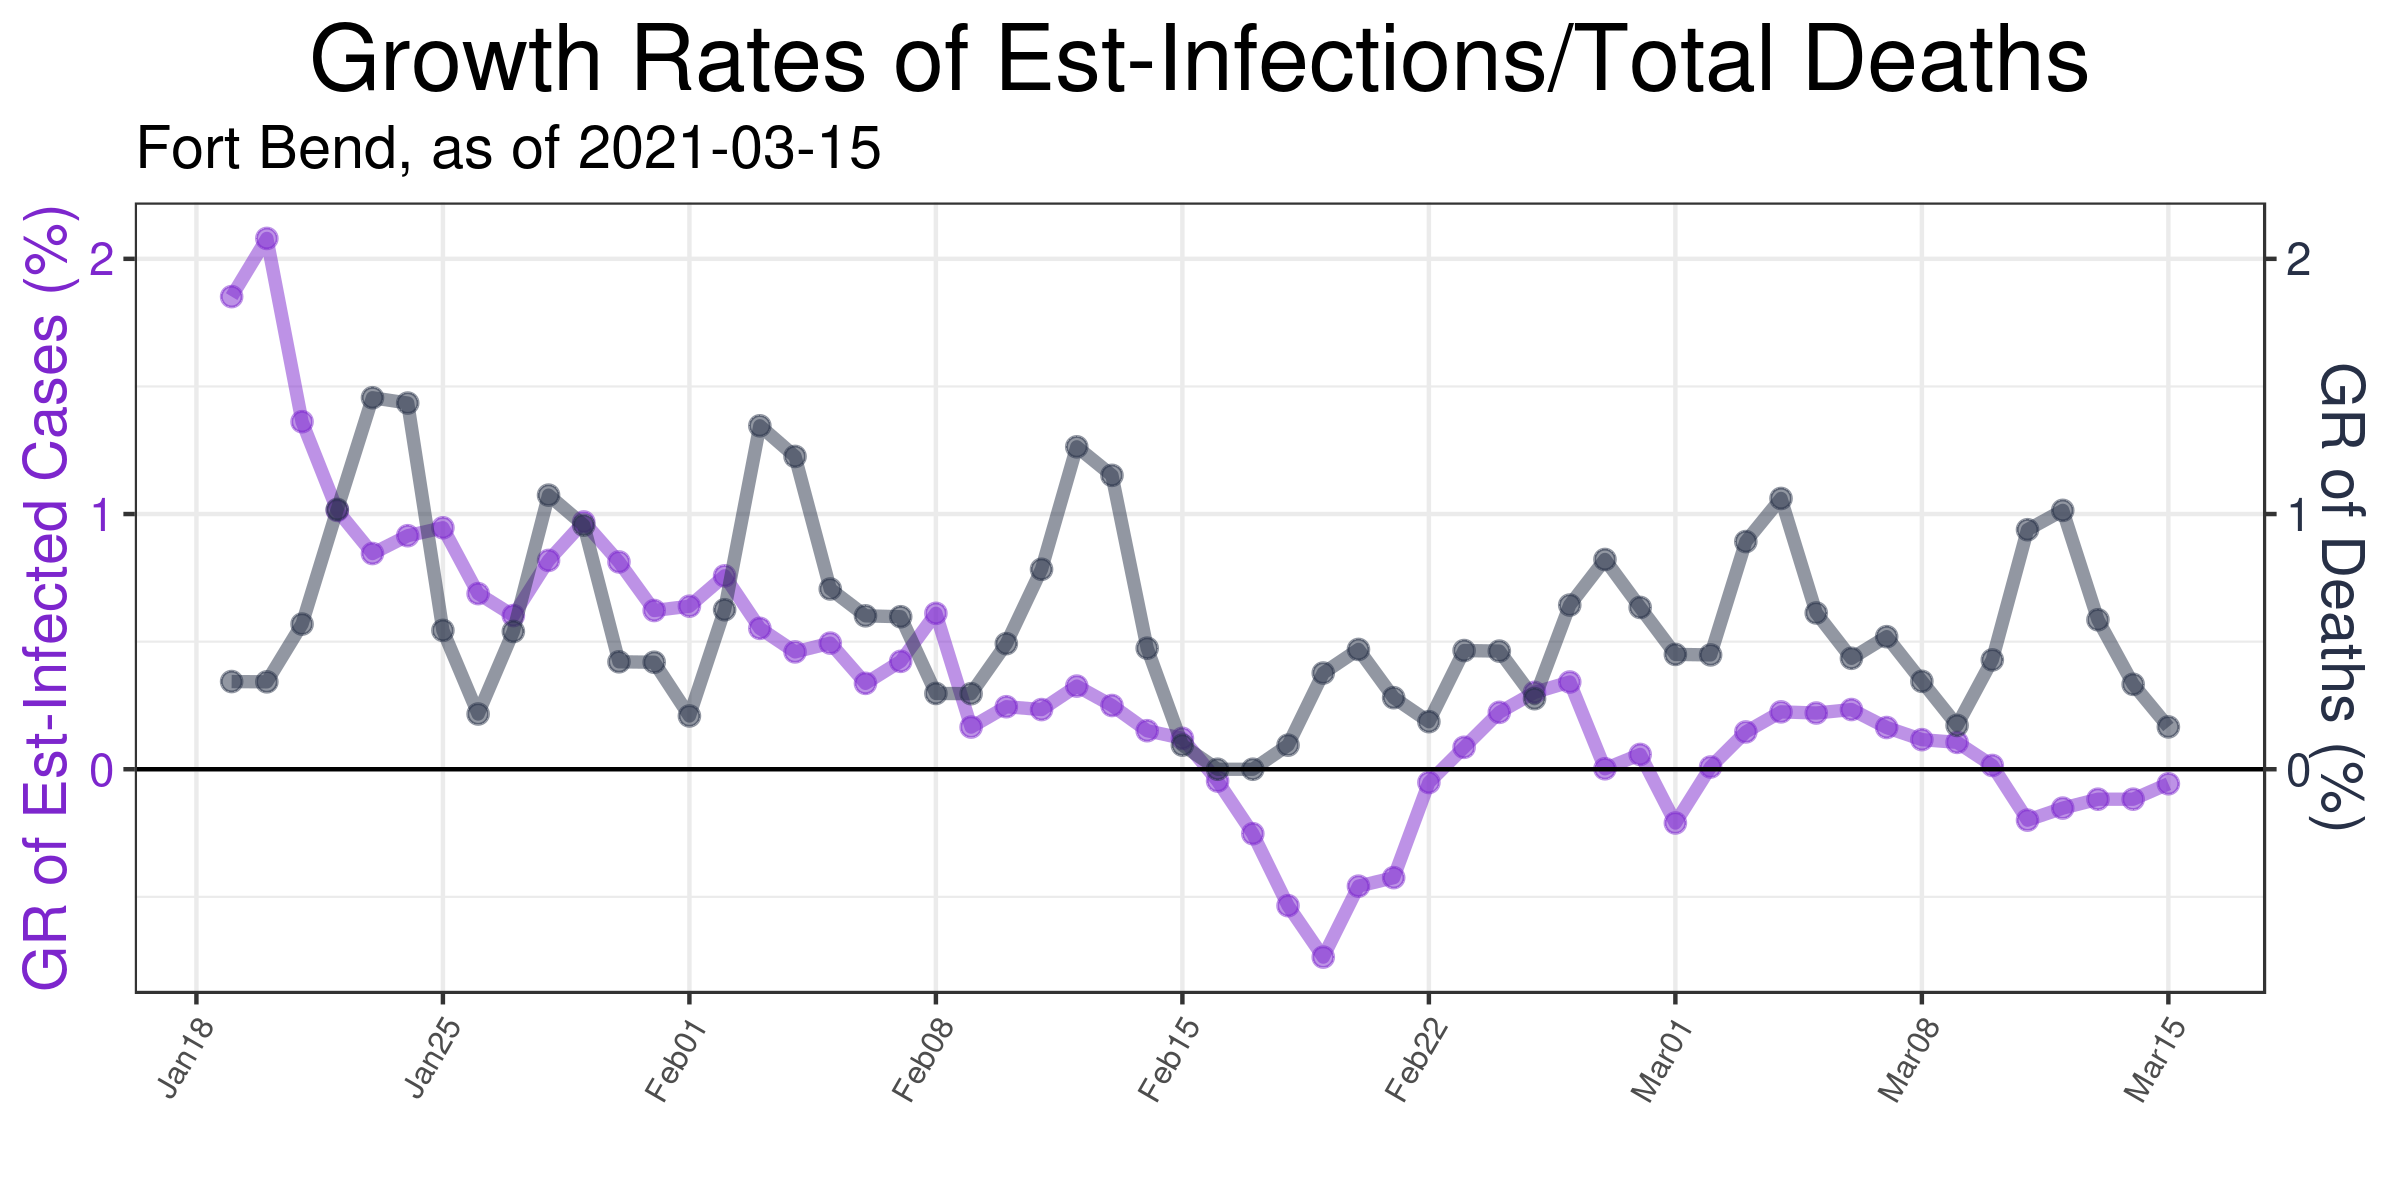 Growth Rates of Est-Infections/Total Deaths
Fort Bend, as of 2021-03-15
GR of Est-Infected Cases (%)
2
1
0
2
1
0
GR of Deaths (%)
Jan18
Jan25
Feb01
Feb08
Feb15
Feb22
Mar01
Mar08
Mar15